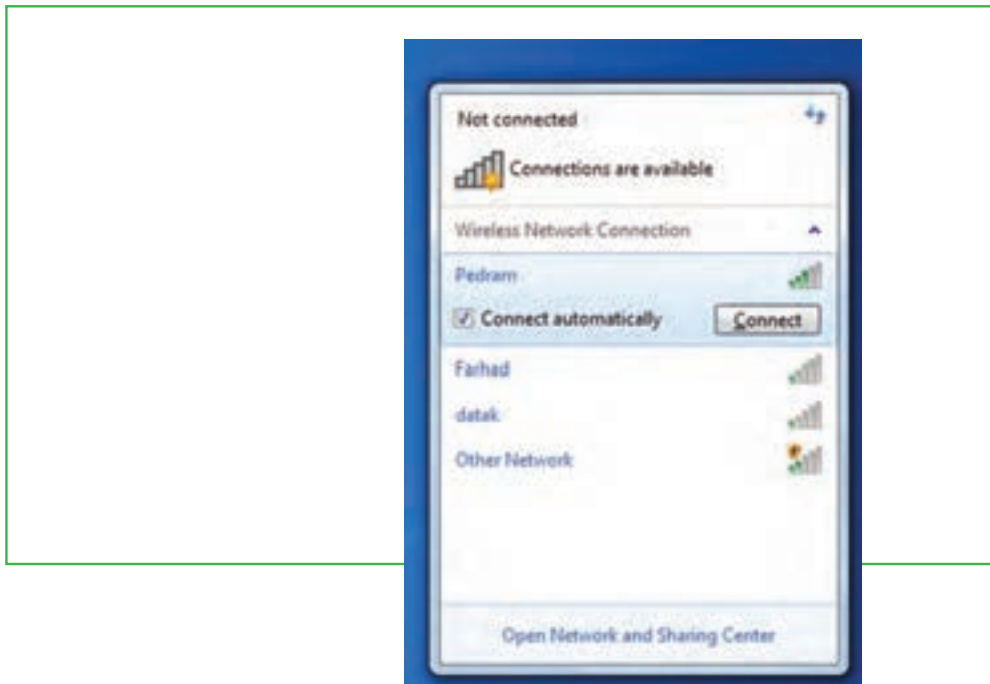 Not connected
Connections are available
Wireless Network Connection
Pedram
Connect automatically
Connect
Farhad
datak
Other Network
Open Network and Sharing Center